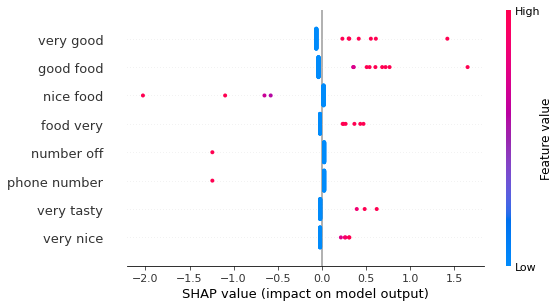 High
very good
good food
nice food
food very
number off
phone number
very tasty
very nice
Feature value
Low
−2.0 −1.5 −1.0 −0.5 0.0 0.5 1.0 1.5
SHAP value (impact on model output)